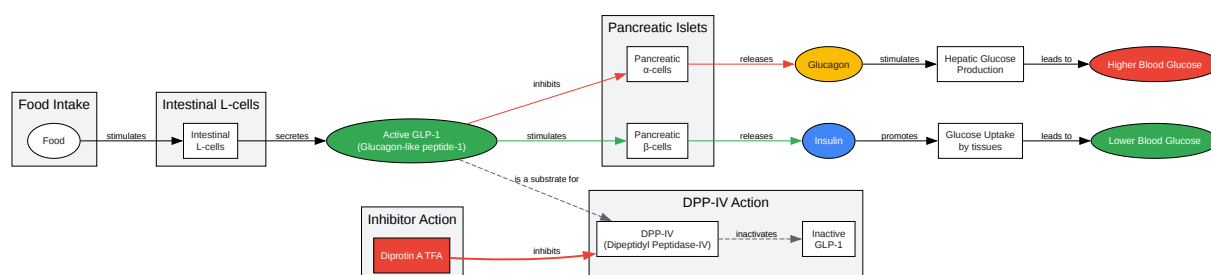 Pancreatic Islets
Pancreatic
α-cells
releases
Glucagon
stimulates
Hepatic Glucose
Production
leads to
Higher Blood Glucose
inhibits
Food Intake
Food
stimulates
Intestinal L-cells
Intestinal
L-cells
secretes
Active GLP-1
(Glucagon-like peptide-1)
stimulates
Pancreatic
β-cells
releases
Insulin
promotes
Glucose Uptake
by tissues
leads to
Lower Blood Glucose
is a substrate for
Inhibitor Action
Diprotin A TFA
inhibits
DPP-IV Action
DPP-IV
(Dipeptidyl Peptidase-IV)
inactivates
Inactive
GLP-1